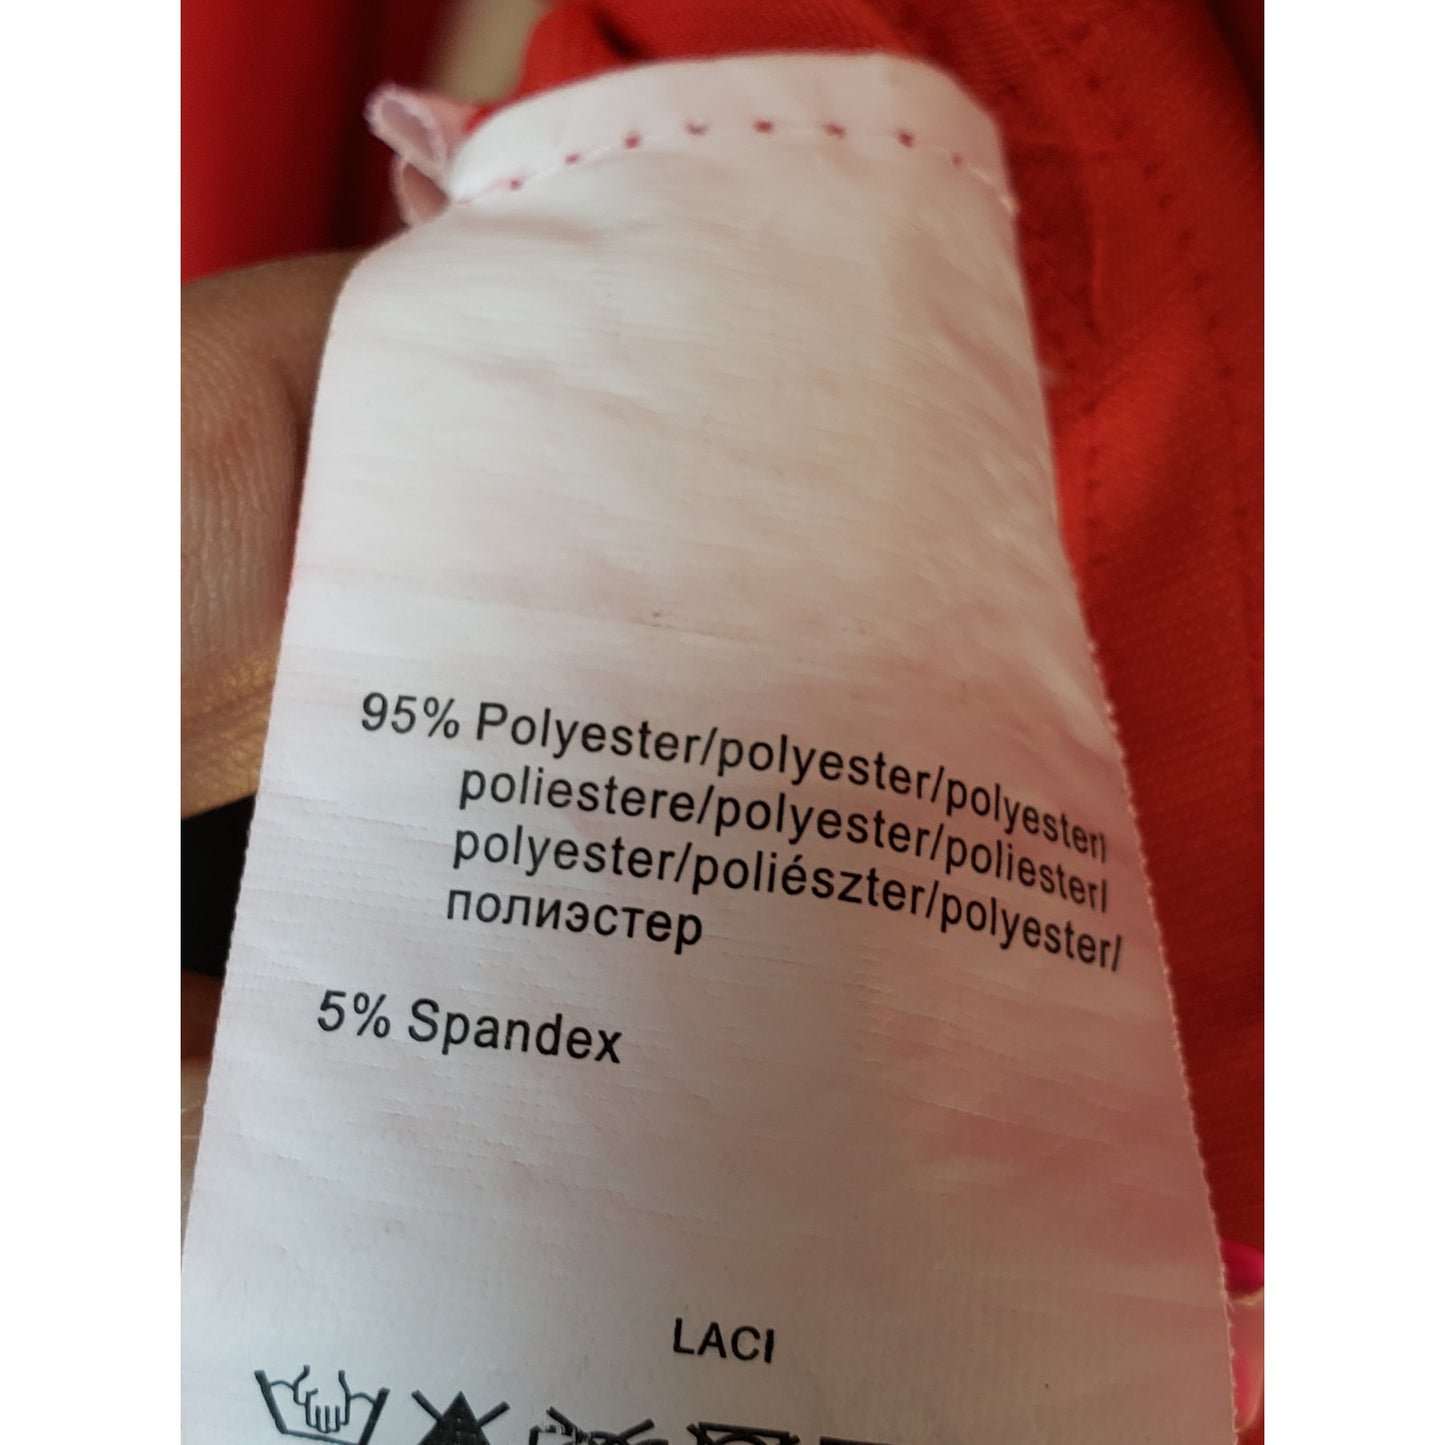 95% Polyester/polyester/polyester/
poliestere/polyester/poliester/
polyester/poliészter/polyester/
полиэстер
5% Spandex
LACI